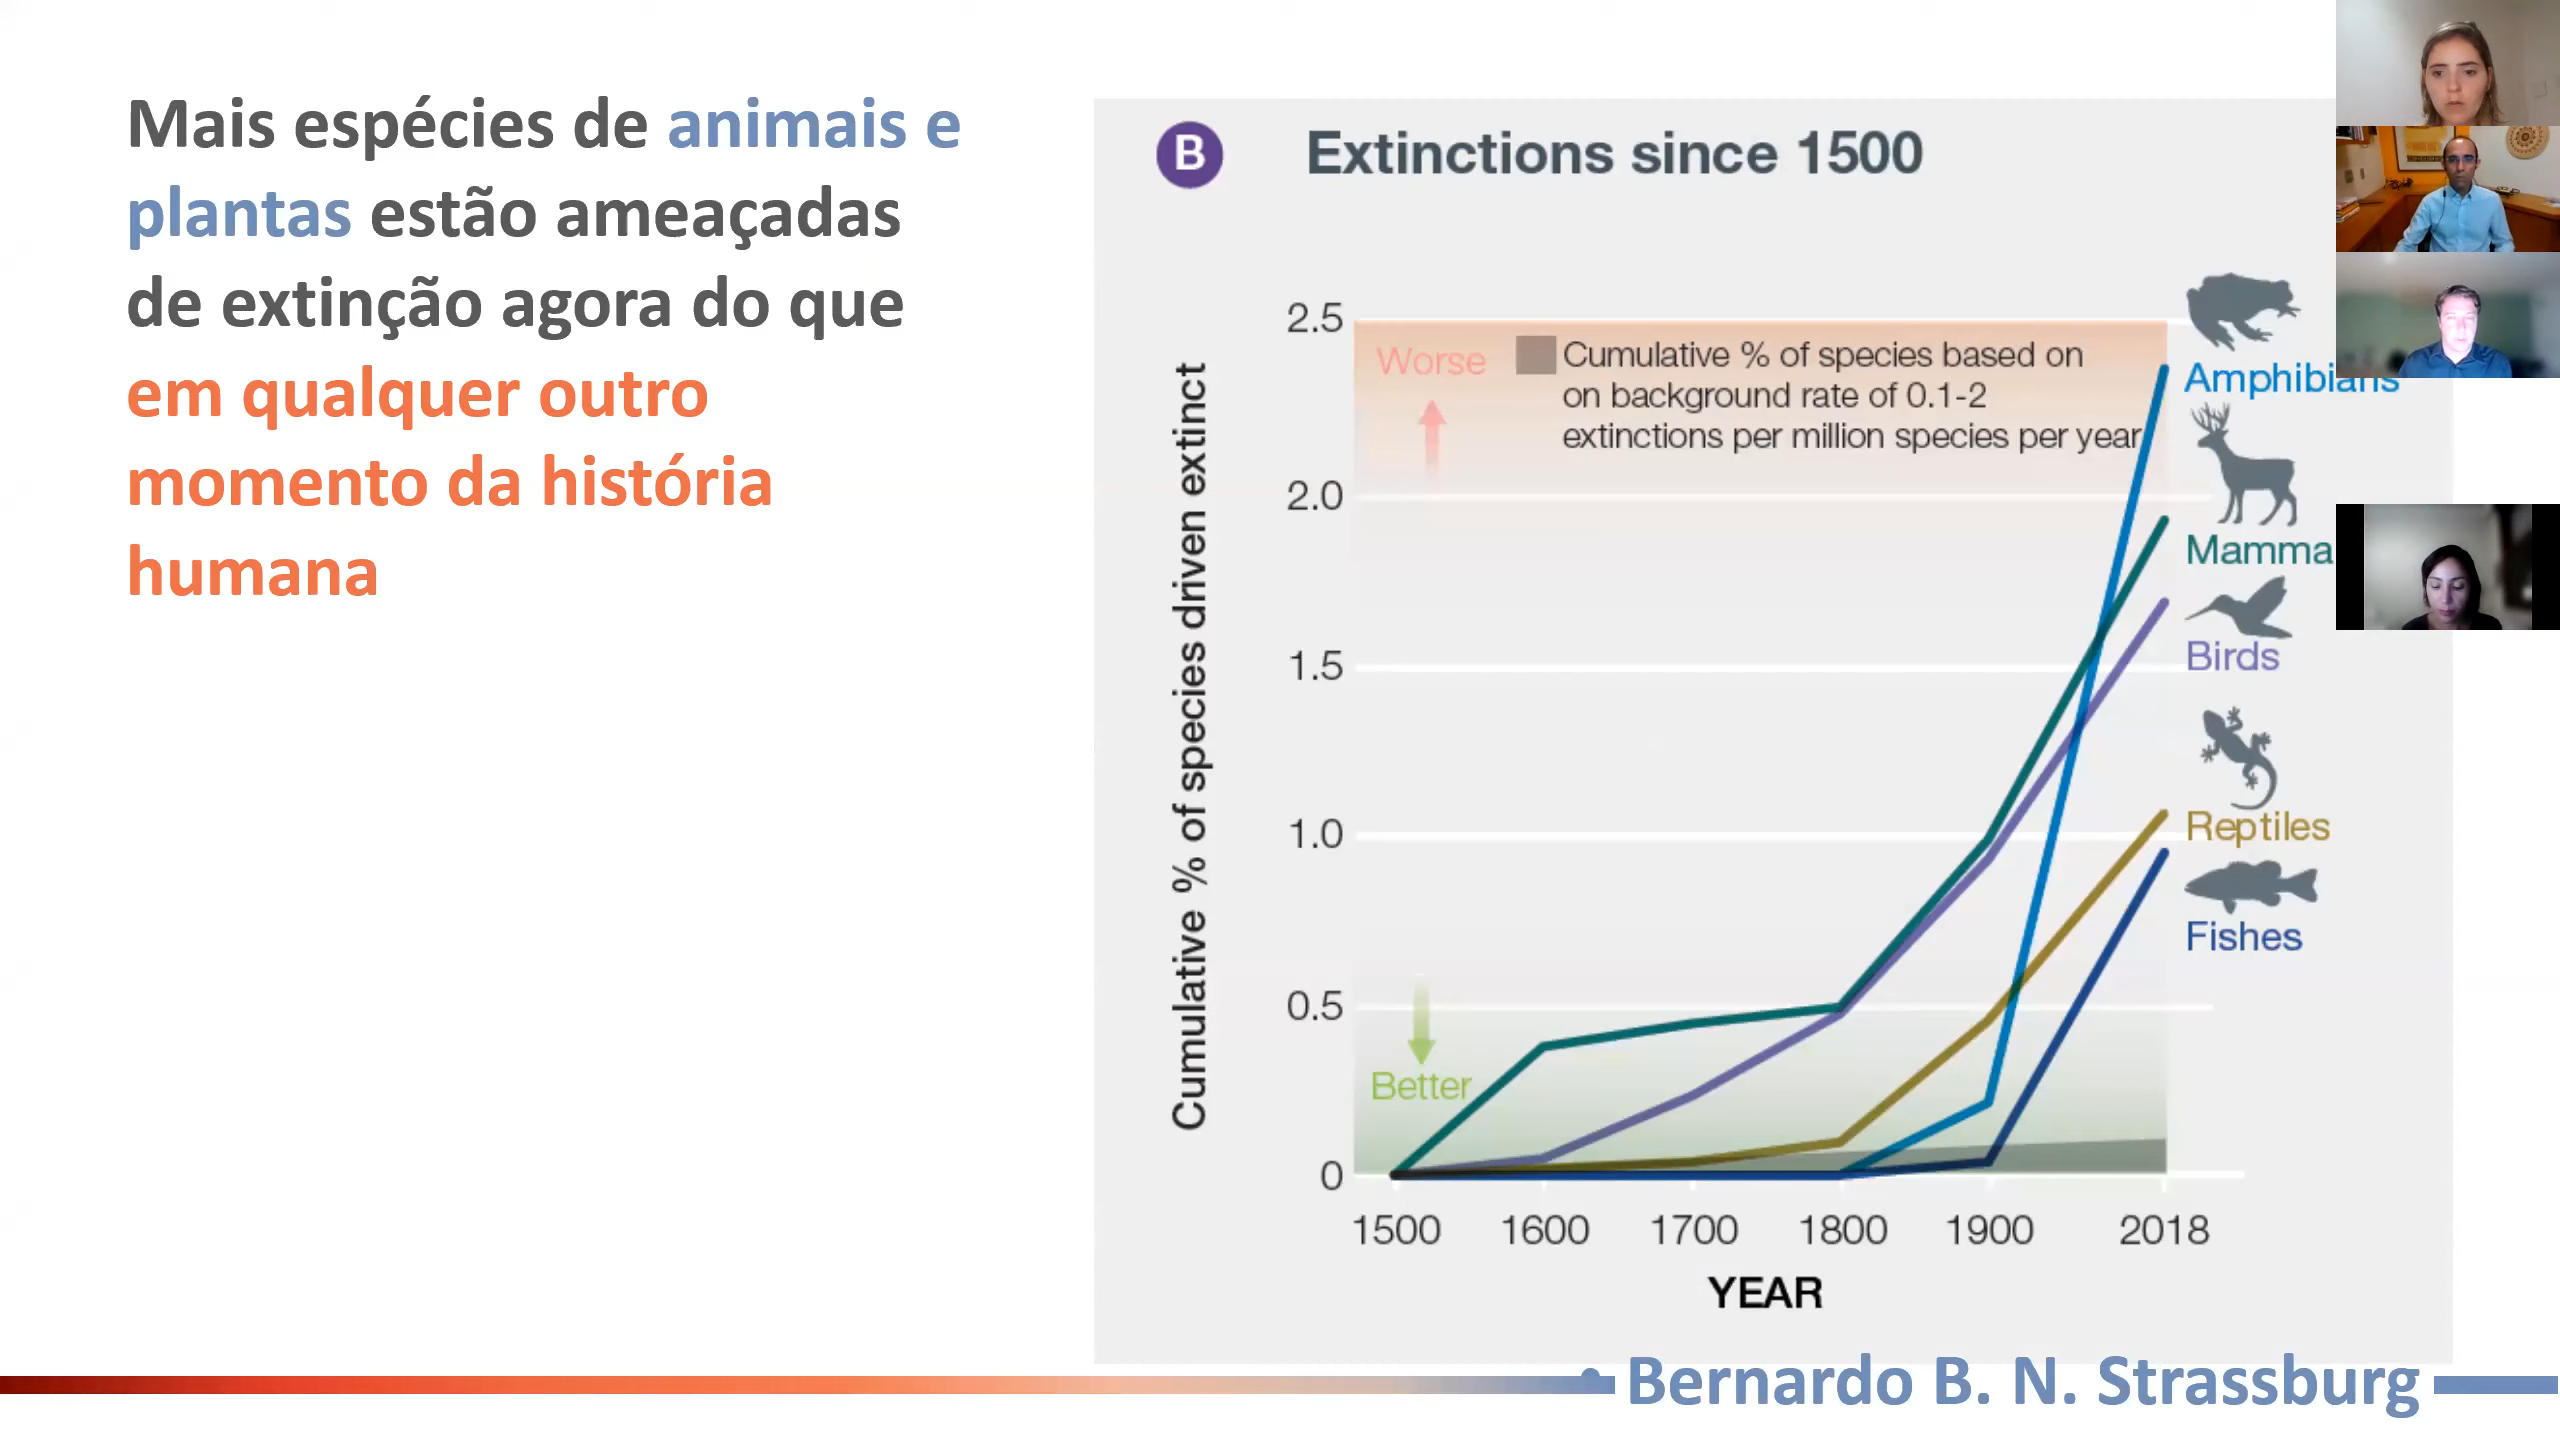 Mais espécies de animais e
plantas estão ameaçadas
de extinção agora do que
em qualquer outro
momento da história
humana
B
Extinctions since 1500
Cumulative % of species driven extinct
2.5
2.0
1.5
1.0
0.5
0
Worse
Cumulative % of species based on
on background rate of 0.1-2
extinctions per million species per year
Better
Amphibians
Mamma
Birds
Reptiles
Fishes
1500 1600 1700 1800 1900 2018
YEAR
• Bernardo B. N. Strassburg